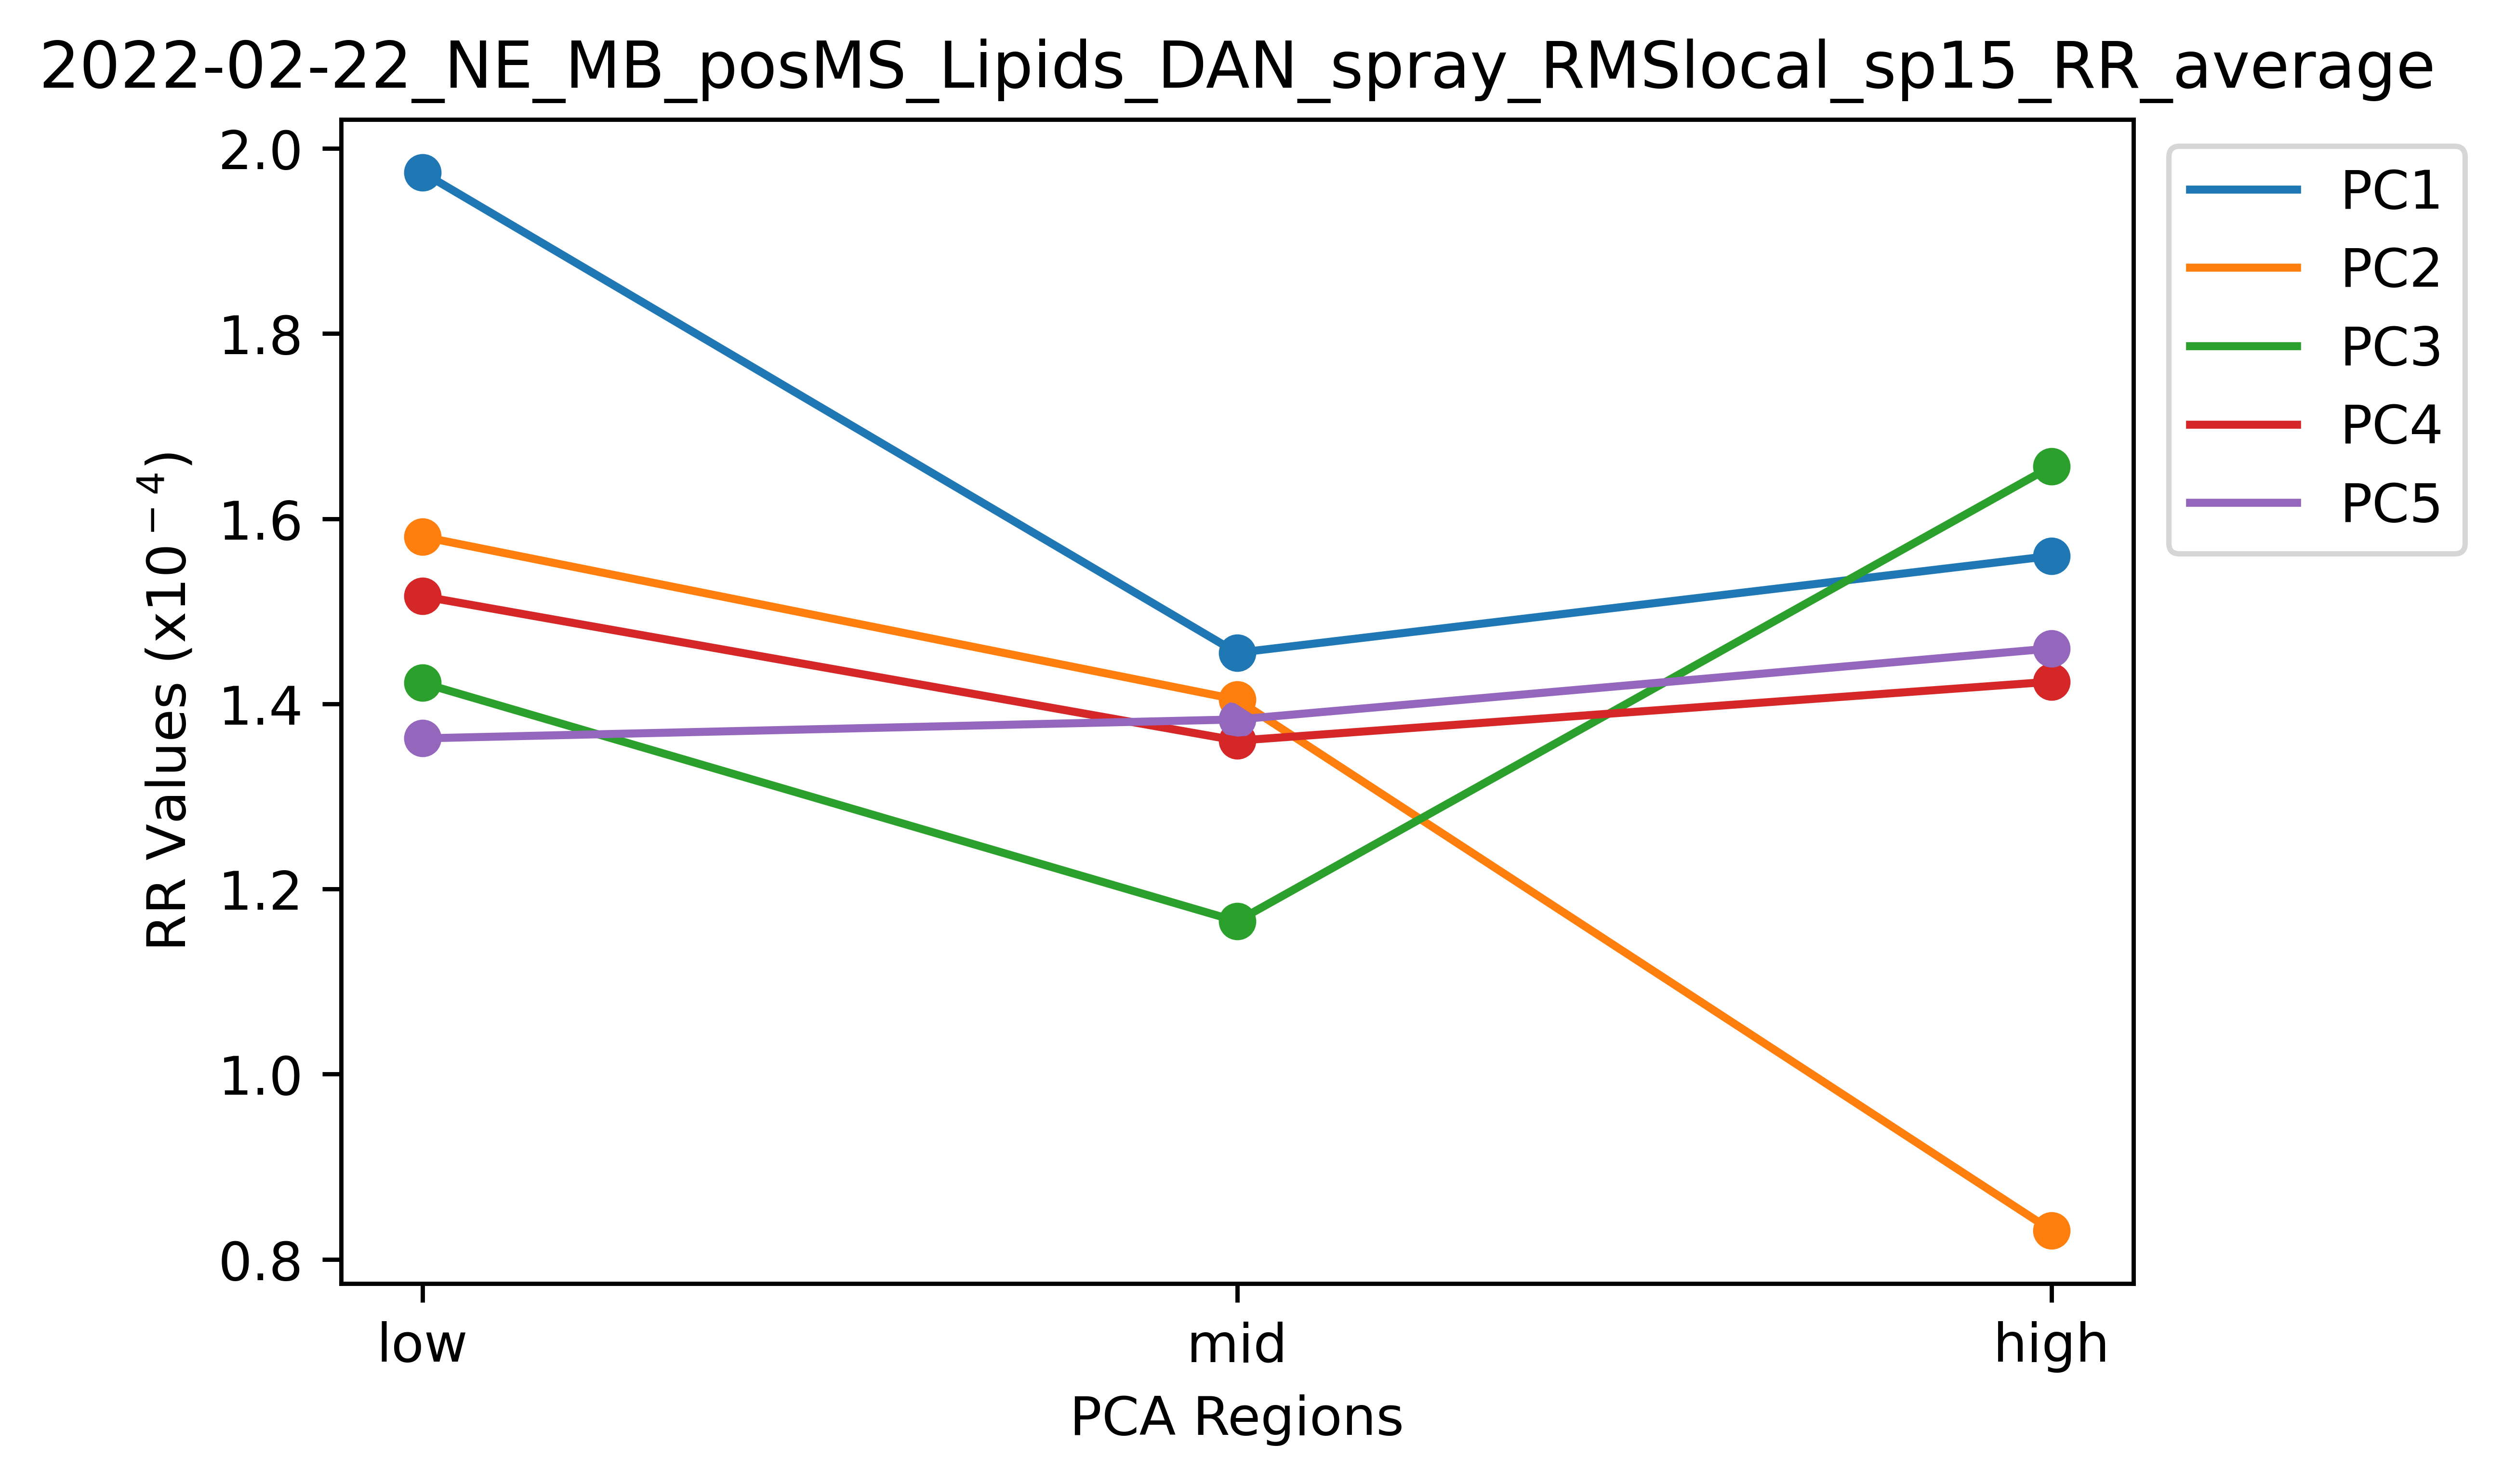 2022-02-22_NE_MB_posMS_Lipids_DAN_spray_RMSlocal_sp15_RR_average
2.0
1.8
1.6
1.4
1.2
1.0
0.8
RR Values (x10⁻⁴)
low
mid
high
PCA Regions
PC1
PC2
PC3
PC4
PC5